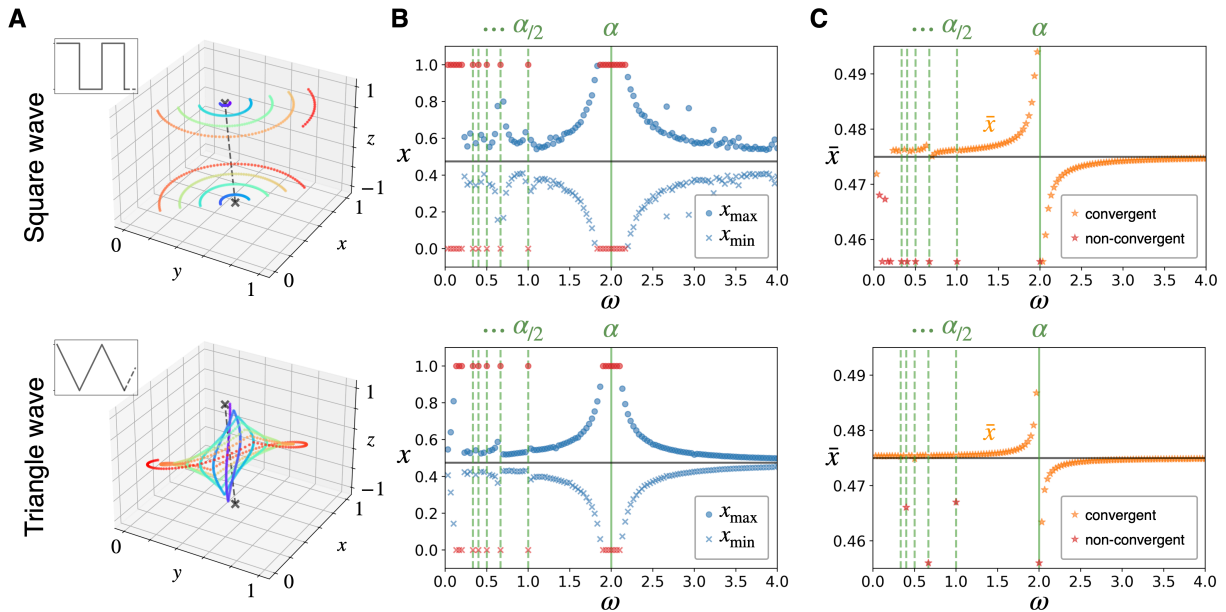 A
B
C
Square wave
0
y
1
0
x
1
−1
z
1
... α/2 α
x
1.0
0.8
0.6
0.4
0.2
0.0
0.0 0.5 1.0 1.5 2.0 2.5 3.0 3.5 4.0
ω
xmax
xmin
... α/2 α
x̄
0.49
0.48
0.47
0.46
0.0 0.5 1.0 1.5 2.0 2.5 3.0 3.5 4.0
ω
x̄
convergent
non-convergent
Triangle wave
0
y
1
0
x
1
−1
z
1
... α/2 α
x
1.0
0.8
0.6
0.4
0.2
0.0
0.0 0.5 1.0 1.5 2.0 2.5 3.0 3.5 4.0
ω
xmax
xmin
... α/2 α
x̄
0.49
0.48
0.47
0.46
0.0 0.5 1.0 1.5 2.0 2.5 3.0 3.5 4.0
ω
x̄
convergent
non-convergent